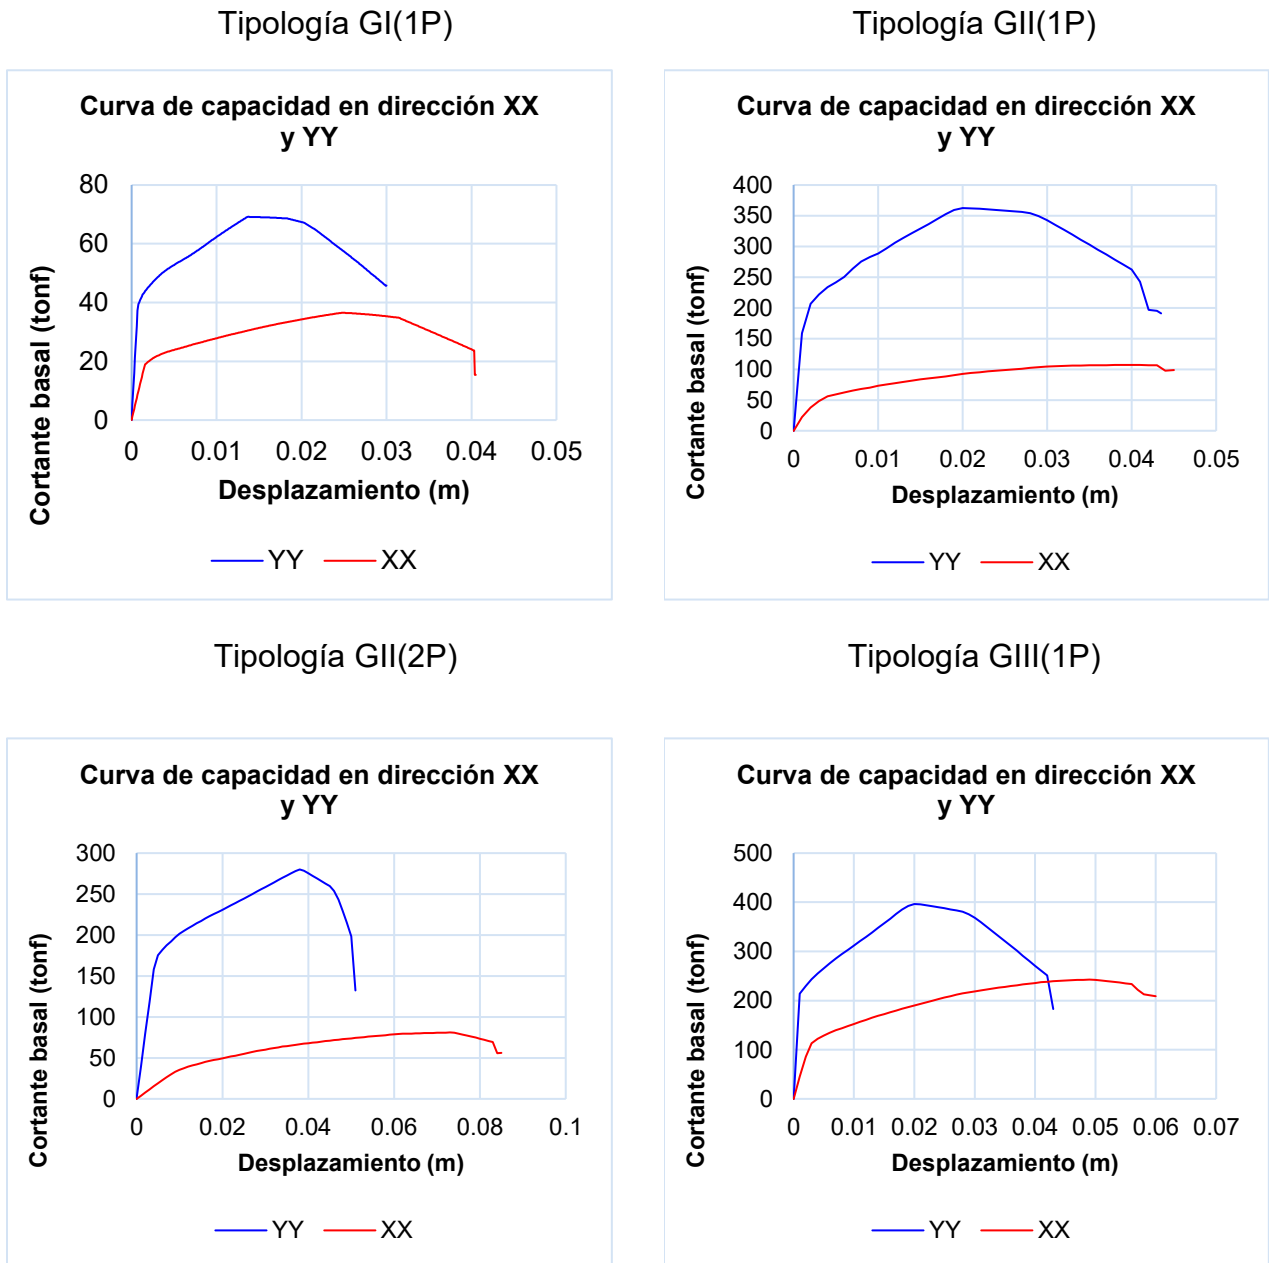 Tipología GI(1P)
Tipología GII(1P)
Curva de capacidad en dirección XX
y YY
80
60
40
20
0
0 0.01 0.02 0.03 0.04 0.05
Cortante basal (tonf)
Desplazamiento (m)
YY XX
Curva de capacidad en dirección XX
y YY
400
350
300
250
200
150
100
50
0
0 0.01 0.02 0.03 0.04 0.05
Cortante basal (tonf)
Desplazamiento (m)
YY XX
Tipología GII(2P)
Tipología GIII(1P)
Curva de capacidad en dirección XX
y YY
300
250
200
150
100
50
0
0 0.02 0.04 0.06 0.08 0.1
Cortante basal (tonf)
Desplazamiento (m)
YY XX
Curva de capacidad en dirección XX
y YY
500
400
300
200
100
0
0 0.01 0.02 0.03 0.04 0.05 0.06 0.07
Cortante basal (tonf)
Desplazamiento (m)
YY XX